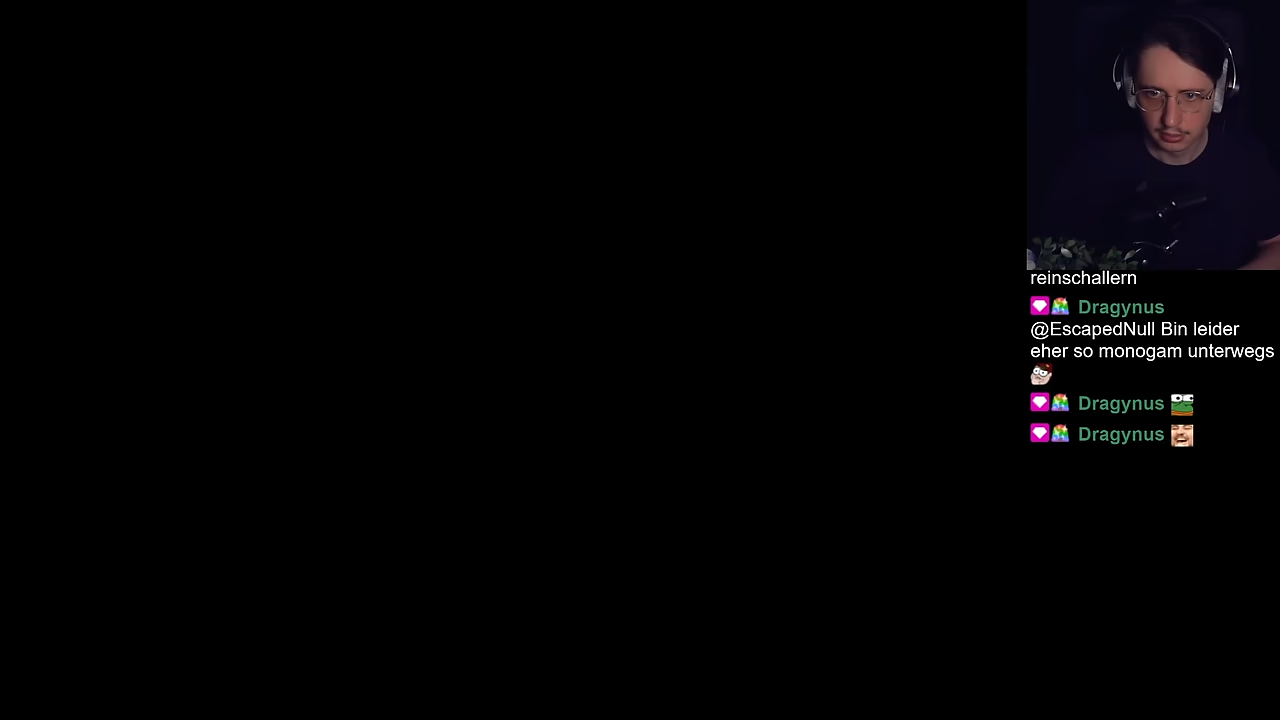 reinschallern
Dragynus
@EscapedNull Bin leider
eher so monogam unterwegs
Dragynus
Dragynus